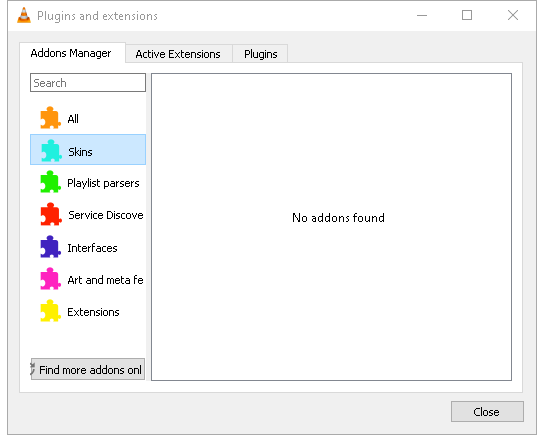 Plugins and extensions
Addons Manager
Active Extensions
Plugins
Search
All
Skins
Playlist parsers
Service Discove
Interfaces
Art and meta fe
Extensions
No addons found
Find more addons onl
Close